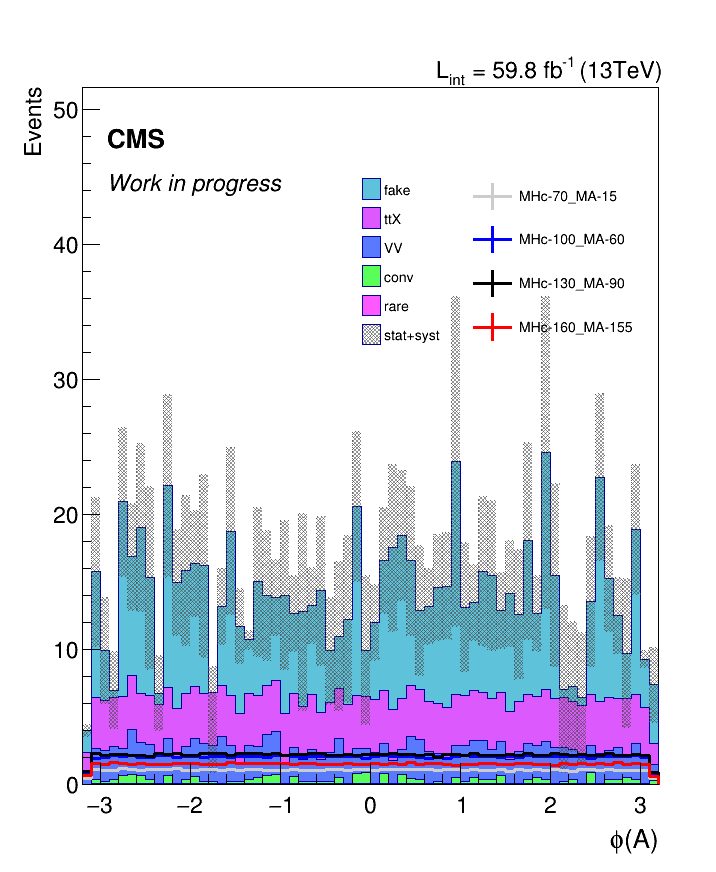 L_int = 59.8 fb^-1 (13TeV)
Events
50
40
30
20
10
0
CMS
Work in progress
fake
ttX
VV
conv
rare
stat+syst
MHc-70_MA-15
MHc-100_MA-60
MHc-130_MA-90
MHc-160_MA-155
−3 −2 −1 0 1 2 3
ϕ(A)